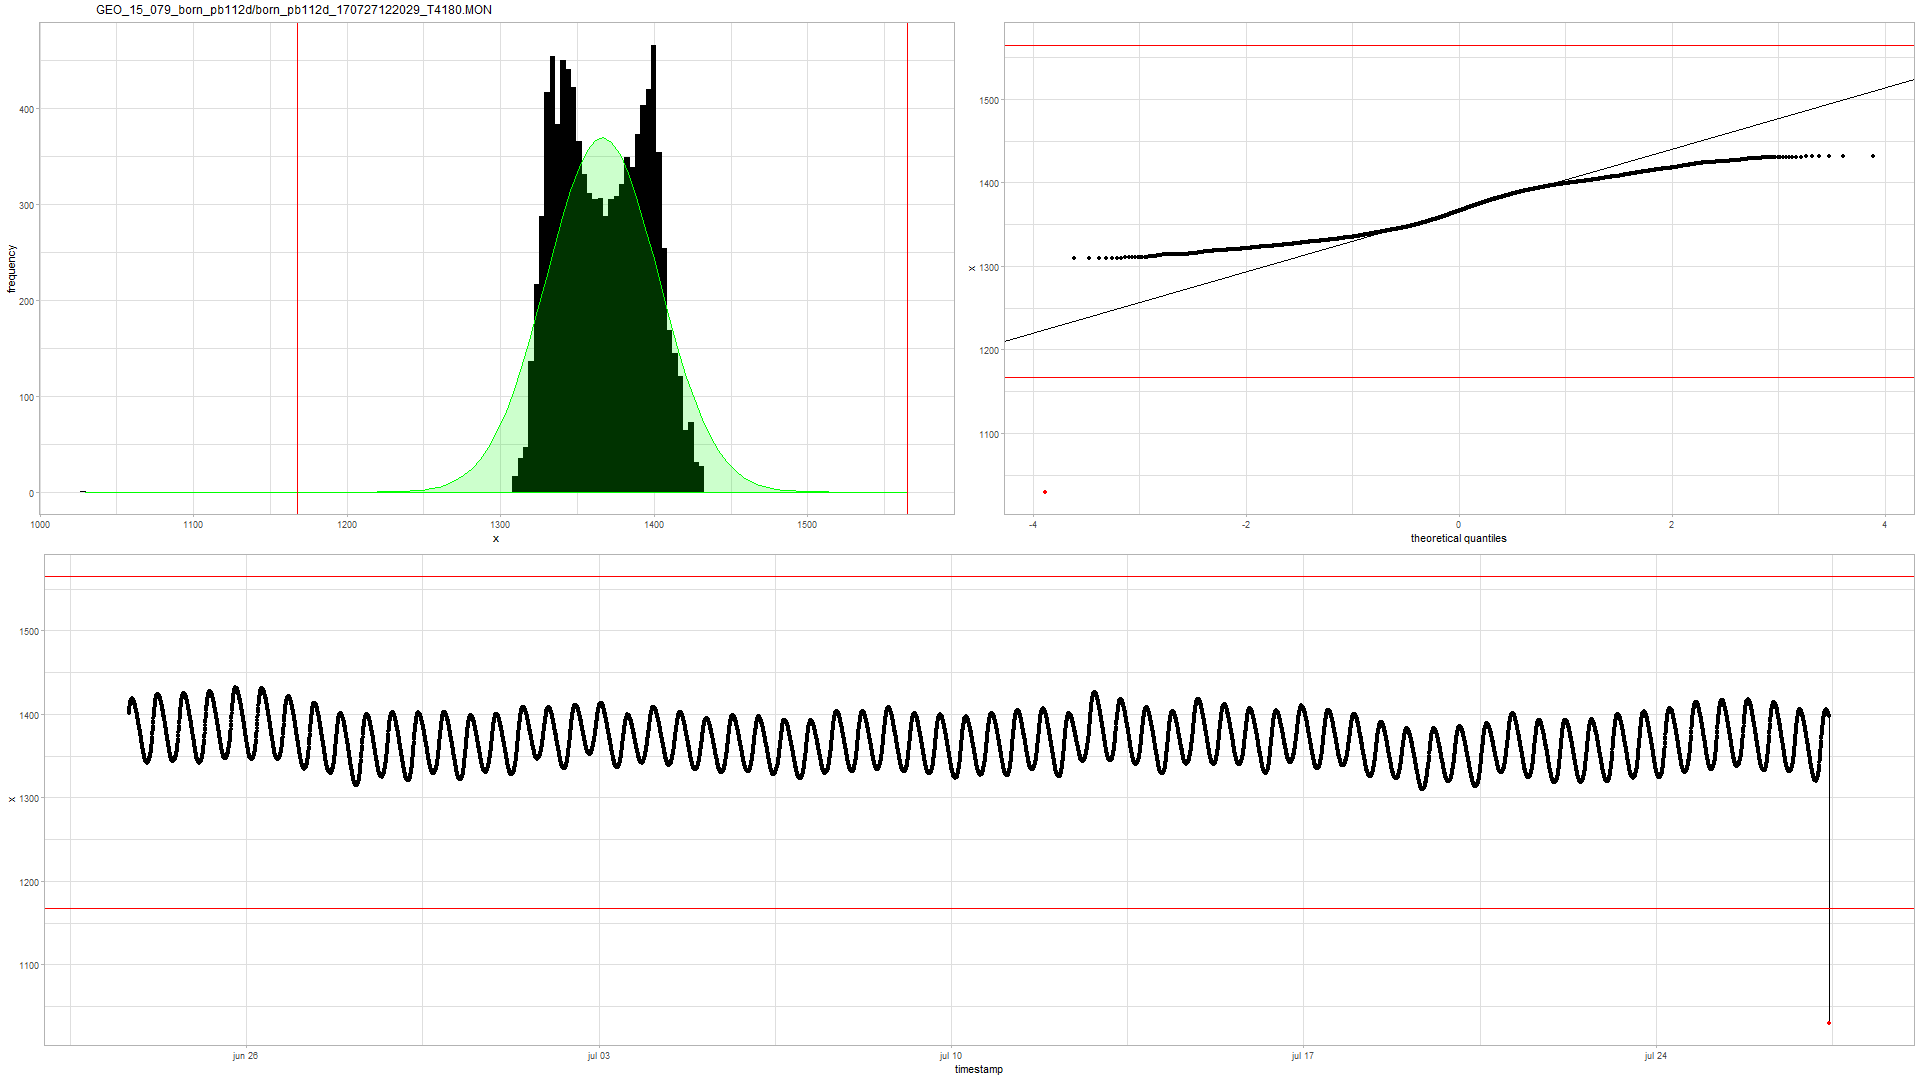 GEO_15_079_born_pb112d/born_pb112d_170727122029_T4180.MON
frequency
400
300
200
100
0
1000 1100 1200 1300 1400 1500
x
x
1500
1400
1300
1200
1100
-4 -2 0 2 4
theoretical quantiles
x
1500
1400
1300
1200
1100
jun 26 jul 03 jul 10 jul 17 jul 24
timestamp